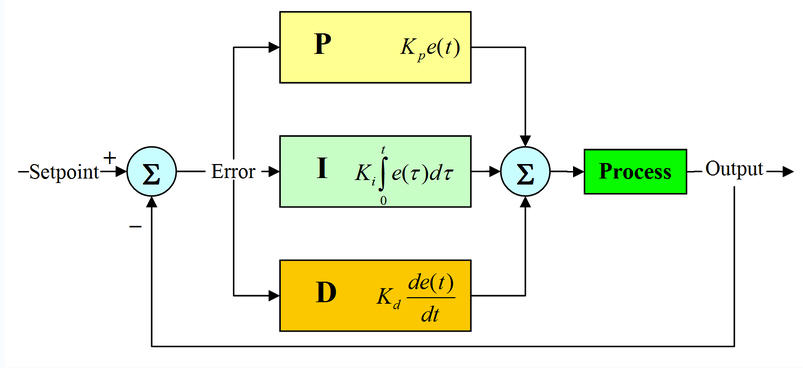 P K_p e(t)
+
Setpoint Σ Error I K_i ∫_0^t e(τ)dτ Σ Process Output
−
D K_d de(t)/dt